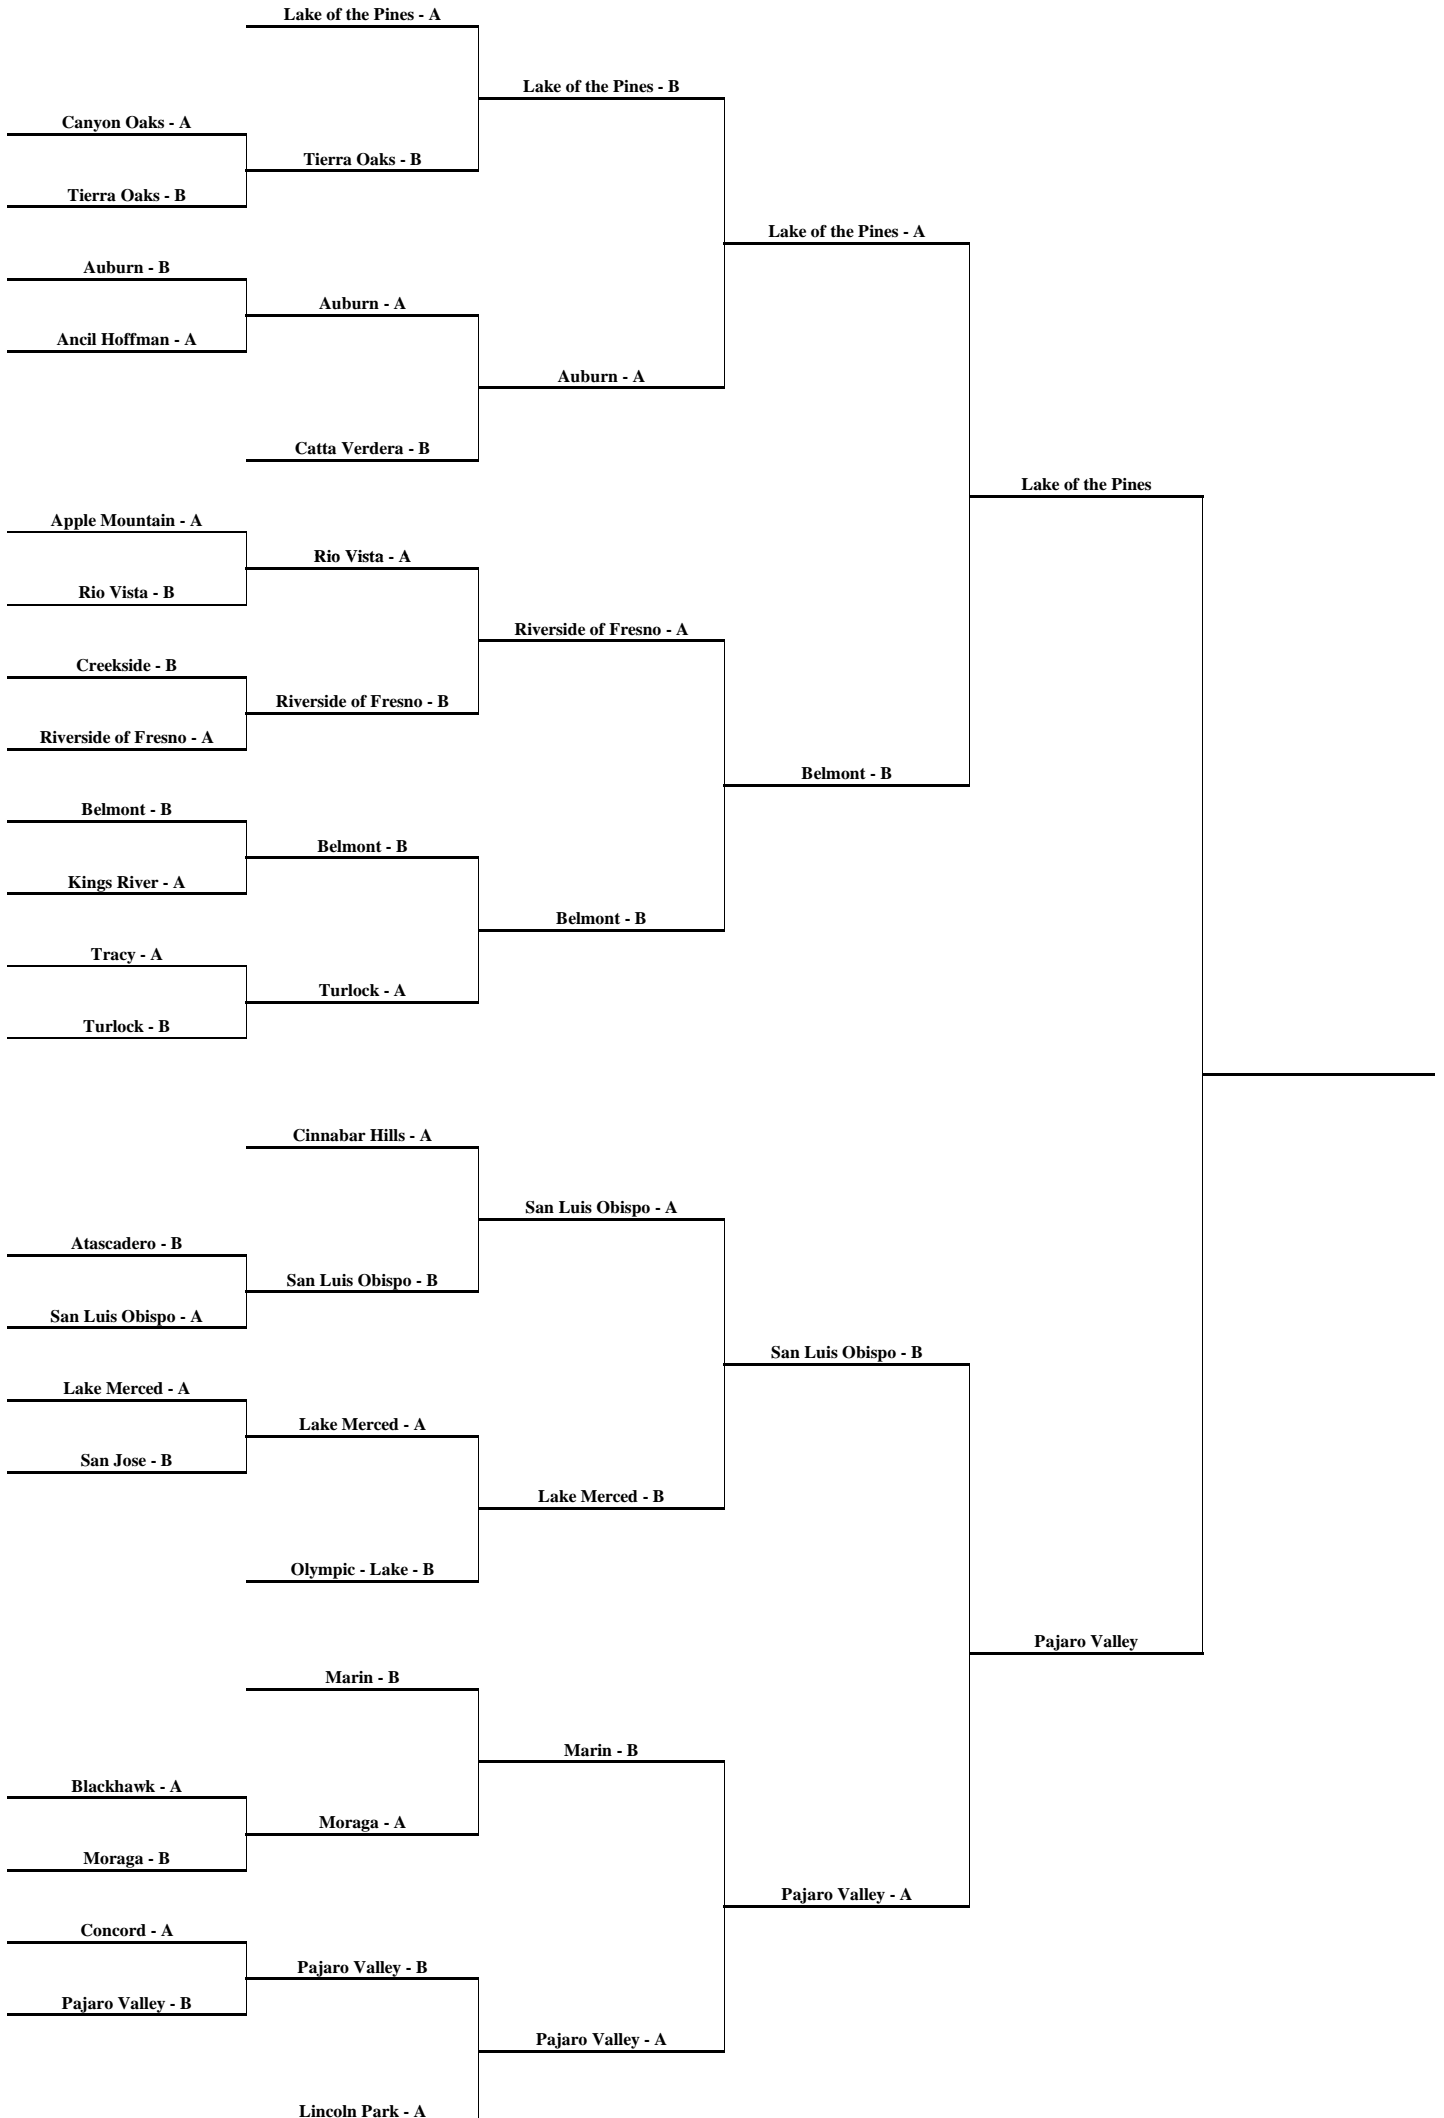 Lake of the Pines - A
Lake of the Pines - B
Canyon Oaks - A
Tierra Oaks - B
Tierra Oaks - B
Lake of the Pines - A
Auburn - B
Auburn - A
Ancil Hoffman - A
Auburn - A
Catta Verdera - B
Lake of the Pines
Apple Mountain - A
Rio Vista - A
Rio Vista - B
Riverside of Fresno - A
Creekside - B
Riverside of Fresno - B
Riverside of Fresno - A
Belmont - B
Belmont - B
Belmont - B
Kings River - A
Belmont - B
Tracy - A
Turlock - A
Turlock - B
Cinnabar Hills - A
San Luis Obispo - A
Atascadero - B
San Luis Obispo - B
San Luis Obispo - A
San Luis Obispo - B
Lake Merced - A
Lake Merced - A
San Jose - B
Lake Merced - B
Olympic - Lake - B
Pajaro Valley
Marin - B
Marin - B
Blackhawk - A
Moraga - A
Moraga - B
Pajaro Valley - A
Concord - A
Pajaro Valley - B
Pajaro Valley - B
Pajaro Valley - A
Lincoln Park - A